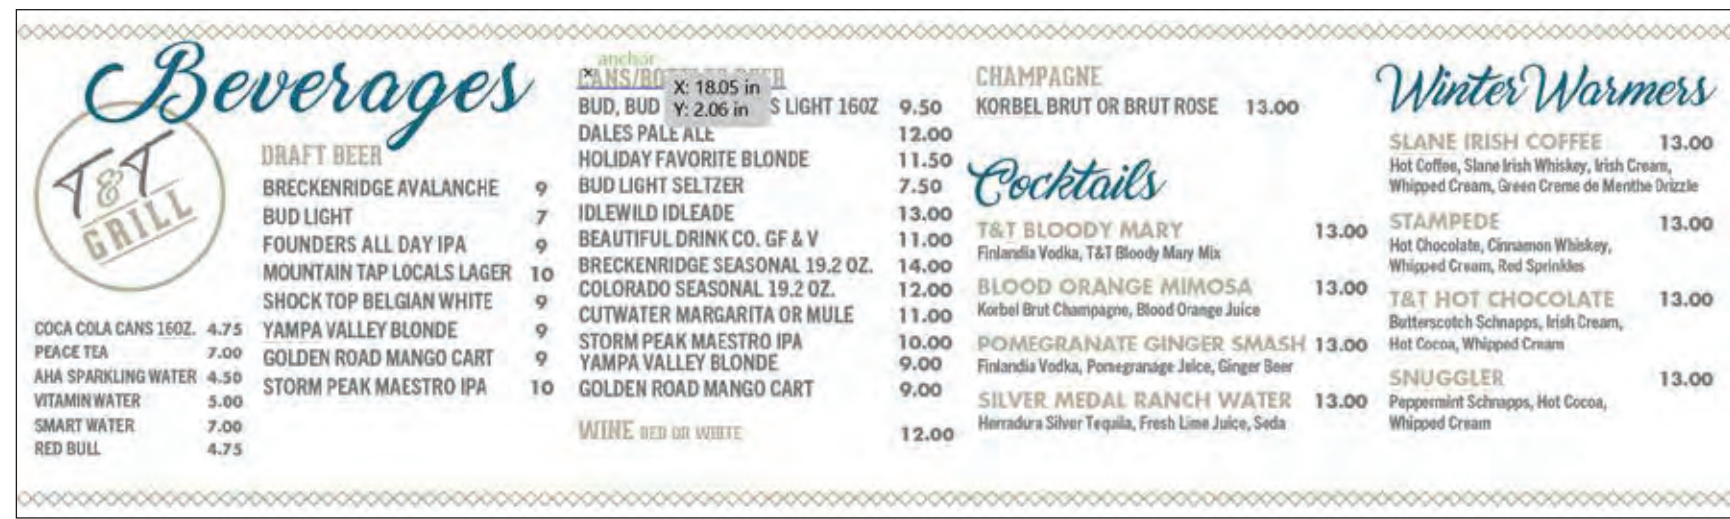 Beverages
T&T
GRILL
COCA COLA CANS 16OZ. 4.75
PEACE TEA 7.00
AHA SPARKLING WATER 4.50
VITAMIN WATER 5.00
SMART WATER 7.00
RED BULL 4.75
DRAFT BEER
BRECKENRIDGE AVALANCHE 9
BUD LIGHT 7
FOUNDERS ALL DAY IPA 9
MOUNTAIN TAP LOCALS LAGER 10
SHOCK TOP BELGIAN WHITE 9
YAMPA VALLEY BLONDE 9
GOLDEN ROAD MANGO CART 9
STORM PEAK MAESTRO IPA 10
anchor
X: 18.05 in
Y: 2.06 in
BUD, BUD S LIGHT 16OZ 9.50
DALES PALE ALE 12.00
HOLIDAY FAVORITE BLONDE 11.50
BUD LIGHT SELTZER 7.50
IDLEWILD IDLEADE 13.00
BEAUTIFUL DRINK CO. GF & V 11.00
BRECKENRIDGE SEASONAL 19.2 OZ. 14.00
COLORADO SEASONAL 19.2 OZ. 12.00
CUTWATER MARGARITA OR MULE 11.00
STORM PEAK MAESTRO IPA 10.00
YAMPA VALLEY BLONDE 9.00
GOLDEN ROAD MANGO CART 9.00
WINE RED OR WHITE 12.00
CHAMPAGNE
KORBEL BRUT OR BRUT ROSE 13.00
Cocktails
T&T BLOODY MARY 13.00
Finlandia Vodka, T&T Bloody Mary Mix
BLOOD ORANGE MIMOSA 13.00
Korbel Brut Champagne, Blood Orange Juice
POMEGRANATE GINGER SMASH 13.00
Finlandia Vodka, Pomegranage Juice, Ginger Beer
SILVER MEDAL RANCH WATER 13.00
Herradura Silver Tequila, Fresh Lime Juice, Soda
Winter Warmers
SLANE IRISH COFFEE 13.00
Hot Coffee, Slane Irish Whiskey, Irish Cream,
Whipped Cream, Green Creme de Menthe Drizzle
STAMPEDE 13.00
Hot Chocolate, Cinnamon Whiskey,
Whipped Cream, Red Sprinkles
T&T HOT CHOCOLATE 13.00
Butterscotch Schnapps, Irish Cream,
Hot Cocoa, Whipped Cream
SNUGGLER 13.00
Peppermint Schnapps, Hot Cocoa,
Whipped Cream